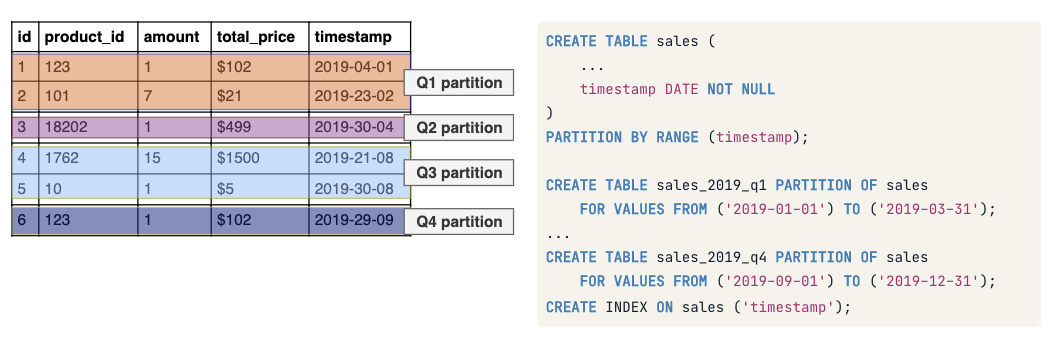 id product_id amount total_price timestamp
1 123 1 $102 2019-04-01
Q1 partition
2 101 7 $21 2019-23-02
3 18202 1 $499 2019-30-04 Q2 partition
4 1762 15 $1500 2019-21-08
Q3 partition
5 10 1 $5 2019-30-08
6 123 1 $102 2019-29-09 Q4 partition
CREATE TABLE sales (
...
timestamp DATE NOT NULL
)
PARTITION BY RANGE (timestamp);
CREATE TABLE sales_2019_q1 PARTITION OF sales
FOR VALUES FROM ('2019-01-01') TO ('2019-03-31');
...
CREATE TABLE sales_2019_q4 PARTITION OF sales
FOR VALUES FROM ('2019-09-01') TO ('2019-12-31');
CREATE INDEX ON sales ('timestamp');